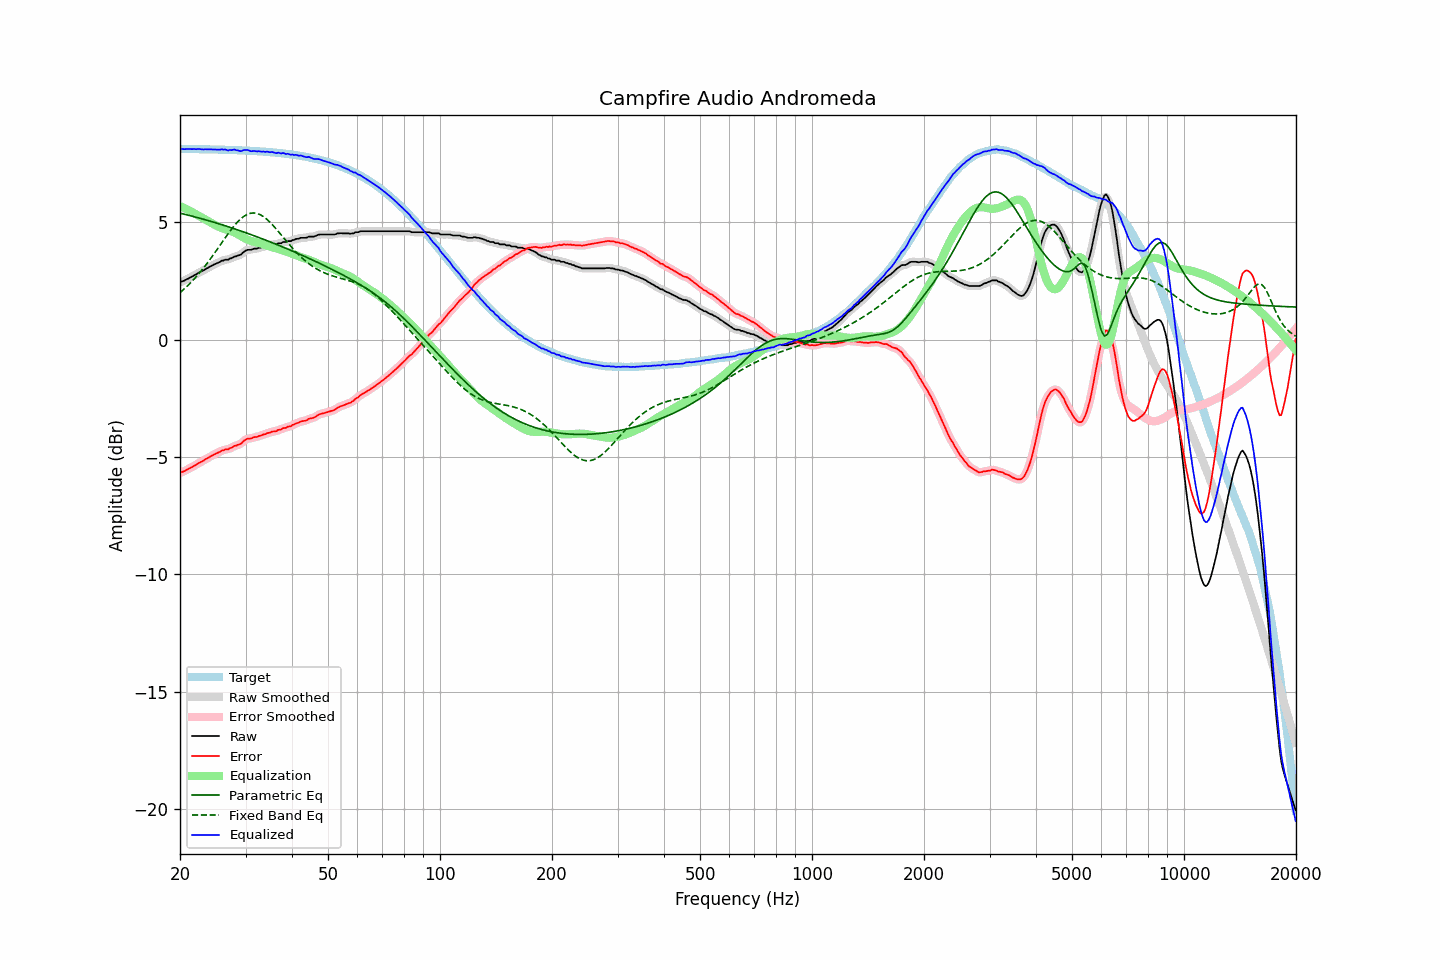 Campfire Audio Andromeda
Amplitude (dBr)
5
0
−5
−10
−15
−20
Target
Raw Smoothed
Error Smoothed
Raw
Error
Equalization
Parametric Eq
Fixed Band Eq
Equalized
20 50 100 200 500 1000 2000 5000 10000 20000
Frequency (Hz)